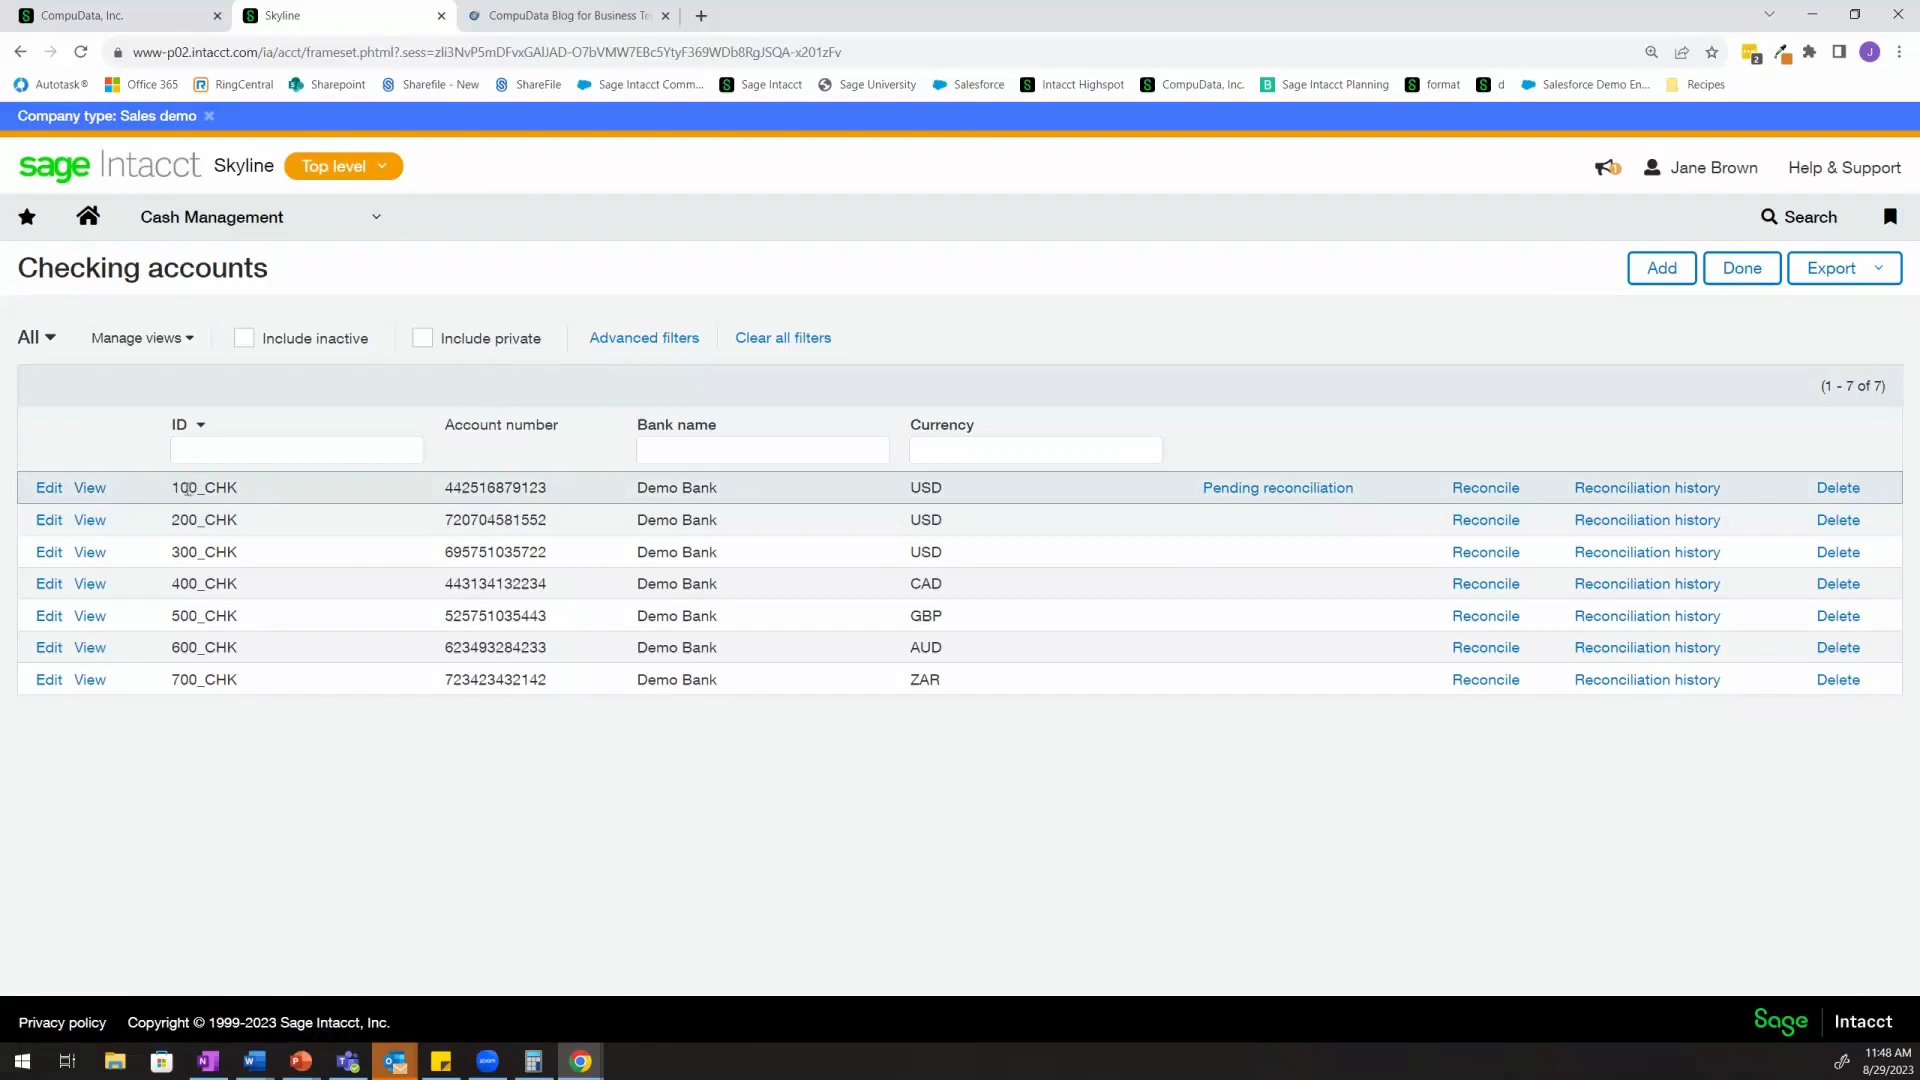 CompuData, Inc.
Skyline
CompuData Blog for Business Te
www-p02.intacct.com/ia/acct/frameset.phtml?.sess=zli3NvP5mDFvxGAlJAD-O7bVMW7EBc5YtyF369WDb8RgJSQA-x201zFv
2
J
Autotask® Office 365 RingCentral Sharepoint Sharefile - New ShareFile Sage Intacct Comm... Sage Intacct Sage University Salesforce Intacct Highspot CompuData, Inc. Sage Intacct Planning format d Salesforce Demo En... Recipes
Company type: Sales demo
sage Intacct Skyline Top level
1 Jane Brown Help & Support
Cash Management Search
Checking accounts Add Done Export
All Manage views Include inactive Include private Advanced filters Clear all filters
(1 - 7 of 7)
ID Account number Bank name Currency
Edit View 100_CHK 442516879123 Demo Bank USD Pending reconciliation Reconcile Reconciliation history Delete
Edit View 200_CHK 720704581552 Demo Bank USD Reconcile Reconciliation history Delete
Edit View 300_CHK 695751035722 Demo Bank USD Reconcile Reconciliation history Delete
Edit View 400_CHK 443134132234 Demo Bank CAD Reconcile Reconciliation history Delete
Edit View 500_CHK 525751035443 Demo Bank GBP Reconcile Reconciliation history Delete
Edit View 600_CHK 623493284233 Demo Bank AUD Reconcile Reconciliation history Delete
Edit View 700_CHK 723423432142 Demo Bank ZAR Reconcile Reconciliation history Delete
Privacy policy Copyright © 1999-2023 Sage Intacct, Inc. Sage Intacct
zoom
11:48 AM
8/29/2023